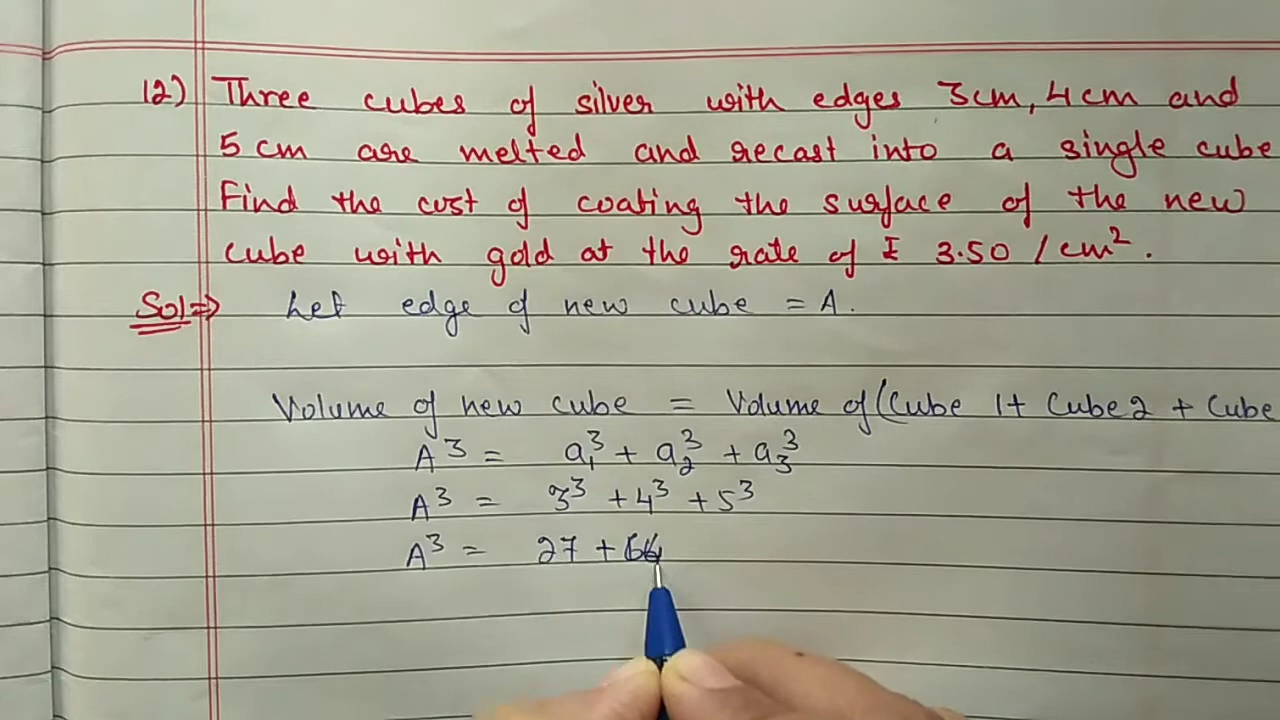 12) Three cubes of silver with edges 3cm, 4cm and
5 cm are melted and recast into a single cube
Find the cost of coating the surface of the new
cube with gold at the rate of ₹ 3.50 / cm².
Sol⇒ Let edge of new cube = A.
Volume of new cube = Volume of (Cube 1 + Cube 2 + Cube
A³ = a₁³ + a₂³ + a₃³
A³ = 3³ + 4³ + 5³
A³ = 27 + 64